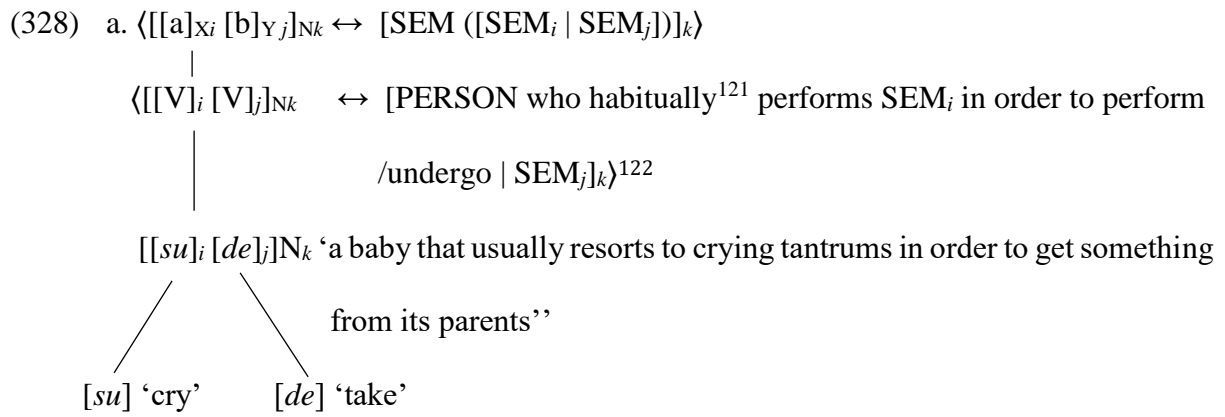 (328) a. ⟨[[a]Xi [b]Y j]Nk ↔ [SEM ([SEMi | SEMj])]k⟩
⟨[[V]i [V]j]Nk ↔ [PERSON who habitually121 performs SEMi in order to perform
/undergo | SEMj]k⟩122
[[su]i [de]j]Nk ‘a baby that usually resorts to crying tantrums in order to get something
from its parents’’
[su] ‘cry’ [de] ‘take’